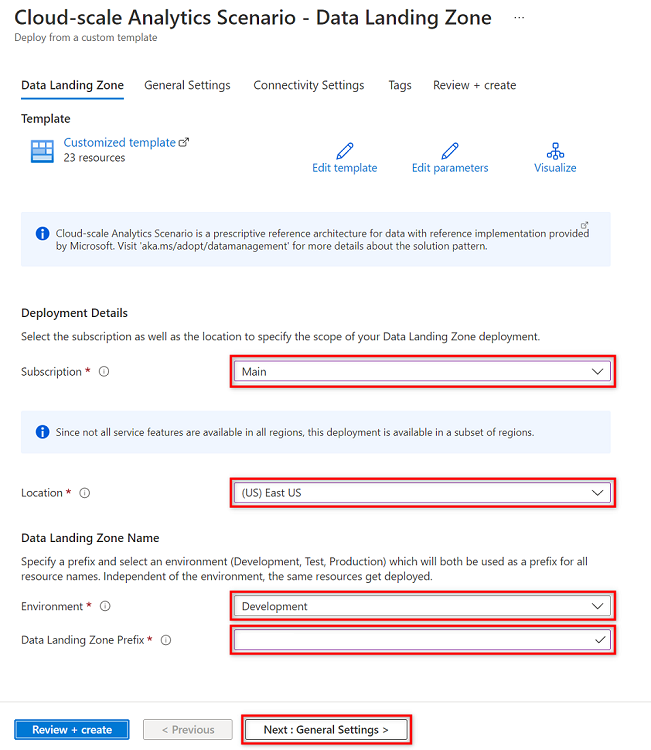 Cloud-scale Analytics Scenario - Data Landing Zone ...
Deploy from a custom template
Data Landing Zone General Settings Connectivity Settings Tags Review + create
Template
Customized template
23 resources
Edit template Edit parameters Visualize
Cloud-scale Analytics Scenario is a prescriptive reference architecture for data with reference implementation provided
by Microsoft. Visit 'aka.ms/adopt/datamanagement' for more details about the solution pattern.
Deployment Details
Select the subscription as well as the location to specify the scope of your Data Landing Zone deployment.
Subscription * Main
Since not all service features are available in all regions, this deployment is available in a subset of regions.
Location * (US) East US
Data Landing Zone Name
Specify a prefix and select an environment (Development, Test, Production) which will both be used as a prefix for all
resource names. Independent of the environment, the same resources get deployed.
Environment * Development
Data Landing Zone Prefix *
Review + create < Previous Next : General Settings >